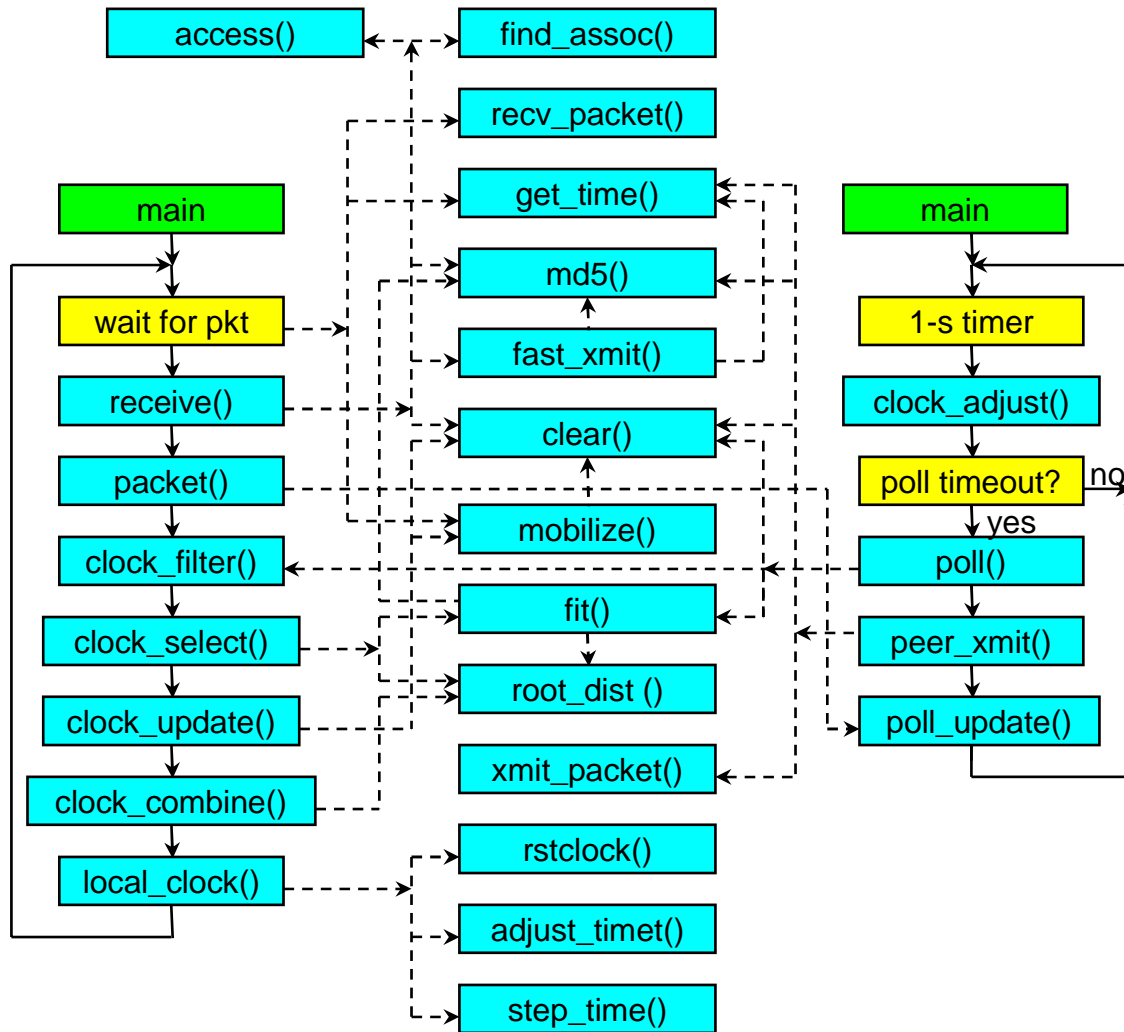 access()
find_assoc()
recv_packet()
main
get_time()
main
md5()
wait for pkt
1-s timer
fast_xmit()
receive()
clock_adjust()
clear()
packet()
poll timeout?
no
yes
mobilize()
clock_filter()
poll()
fit()
clock_select()
peer_xmit()
root_dist ()
clock_update()
poll_update()
xmit_packet()
clock_combine()
rstclock()
local_clock()
adjust_timet()
step_time()